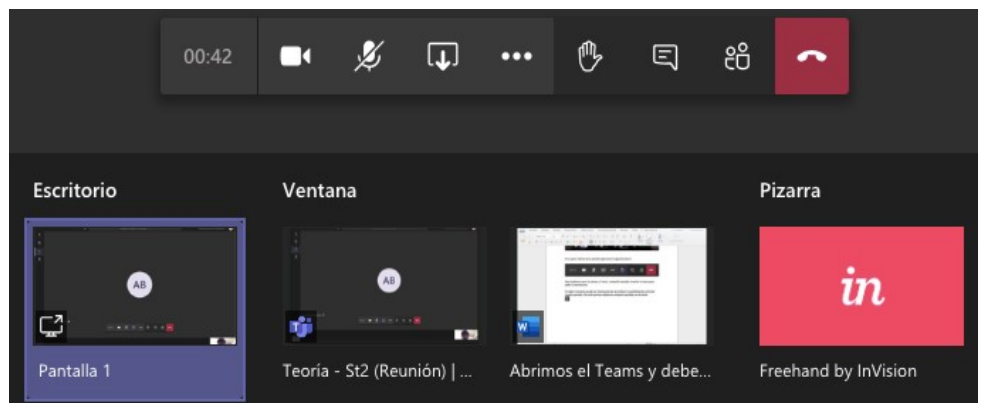 00:42
Escritorio
Ventana
Pizarra
AB
AB
W
in
Pantalla 1
Teoría - St2 (Reunión) | ...
Abrimos el Teams y debe...
Freehand by InVision